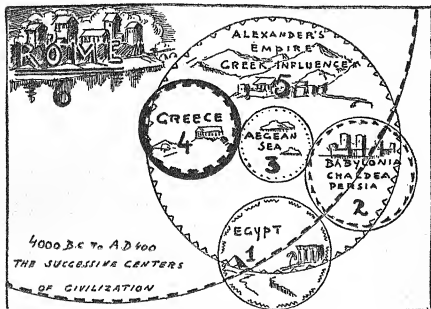 ROME
6
ALEXANDER'S
EMPIRE
GREEK INFLUENCE
5
GREECE
4
AEGEAN
SEA
3
BABYLONIA
CHALDEA
PERSIA
2
EGYPT
1
4000 B.C TO A.D 400
THE SUCCESSIVE CENTERS
OF CIVILIZATION